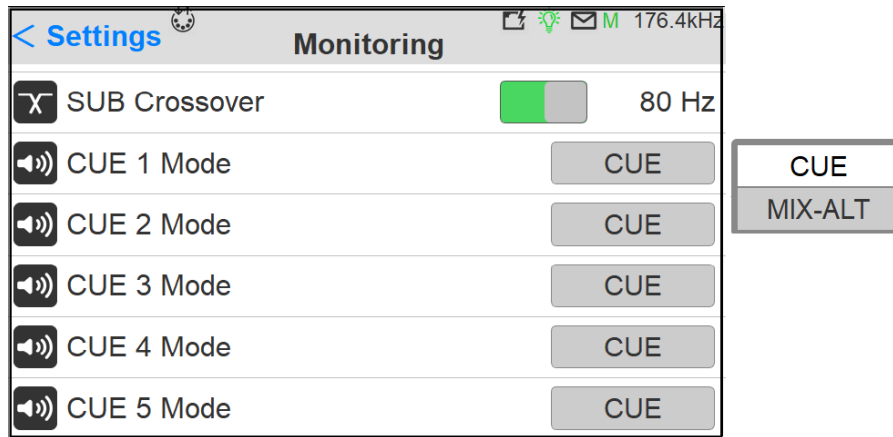 < Settings
Monitoring
M 176.4kHz
SUB Crossover 80 Hz
CUE 1 Mode CUE
CUE
MIX-ALT
CUE 2 Mode CUE
CUE 3 Mode CUE
CUE 4 Mode CUE
CUE 5 Mode CUE